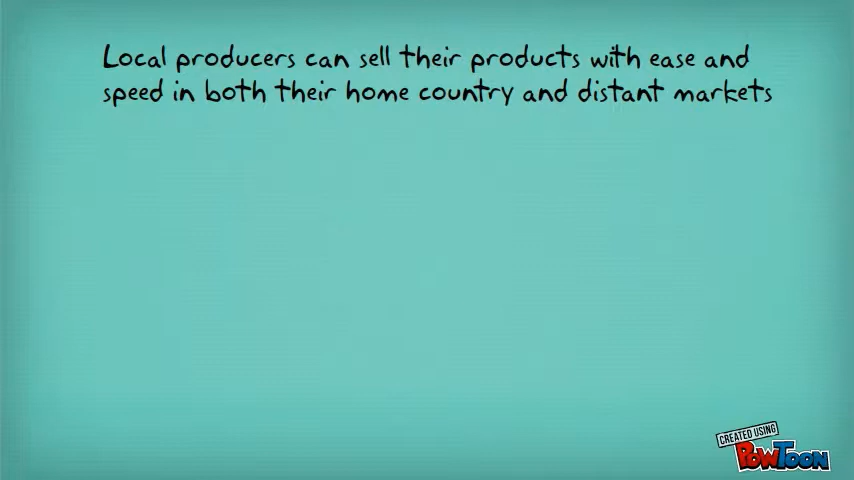 Local producers can sell their products with ease and
speed in both their home country and distant markets
CREATED USING
POWTOON